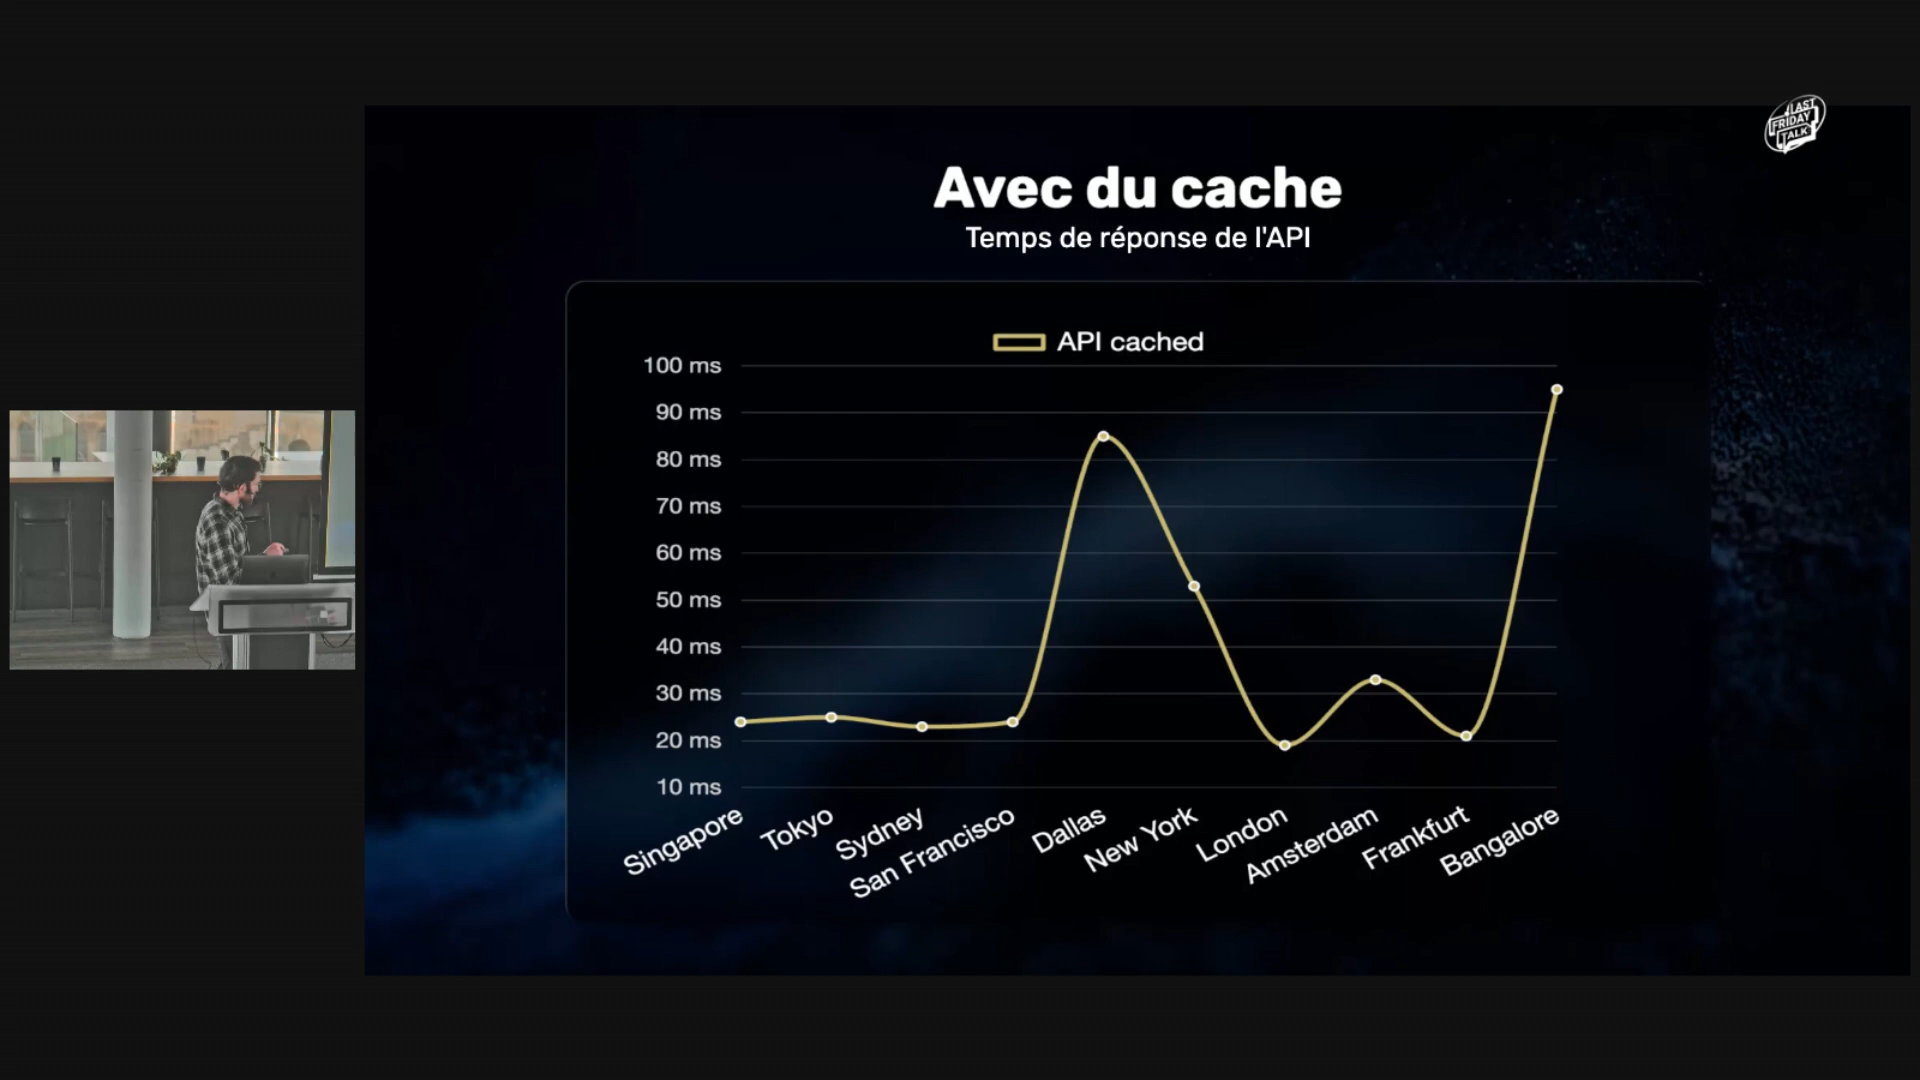 LAST
FRIDAY
TALK
Avec du cache
Temps de réponse de l'API
API cached
100 ms
90 ms
80 ms
70 ms
60 ms
50 ms
40 ms
30 ms
20 ms
10 ms
Singapore
Tokyo
Sydney
San Francisco
Dallas
New York
London
Amsterdam
Frankfurt
Bangalore